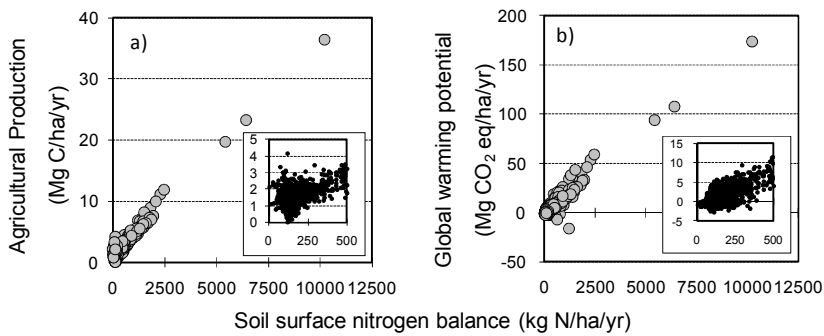 Agricultural Production
(Mg C/ha/yr)
40
30
20
10
0
a)
5
4
3
2
1
0
0 250 500
0 2500 5000 7500 10000 12500
Global warming potential
(Mg CO₂ eq/ha/yr)
200
150
100
50
0
-50
b)
15
10
5
0
-5
0 250 500
0 2500 5000 7500 10000 12500
Soil surface nitrogen balance (kg N/ha/yr)